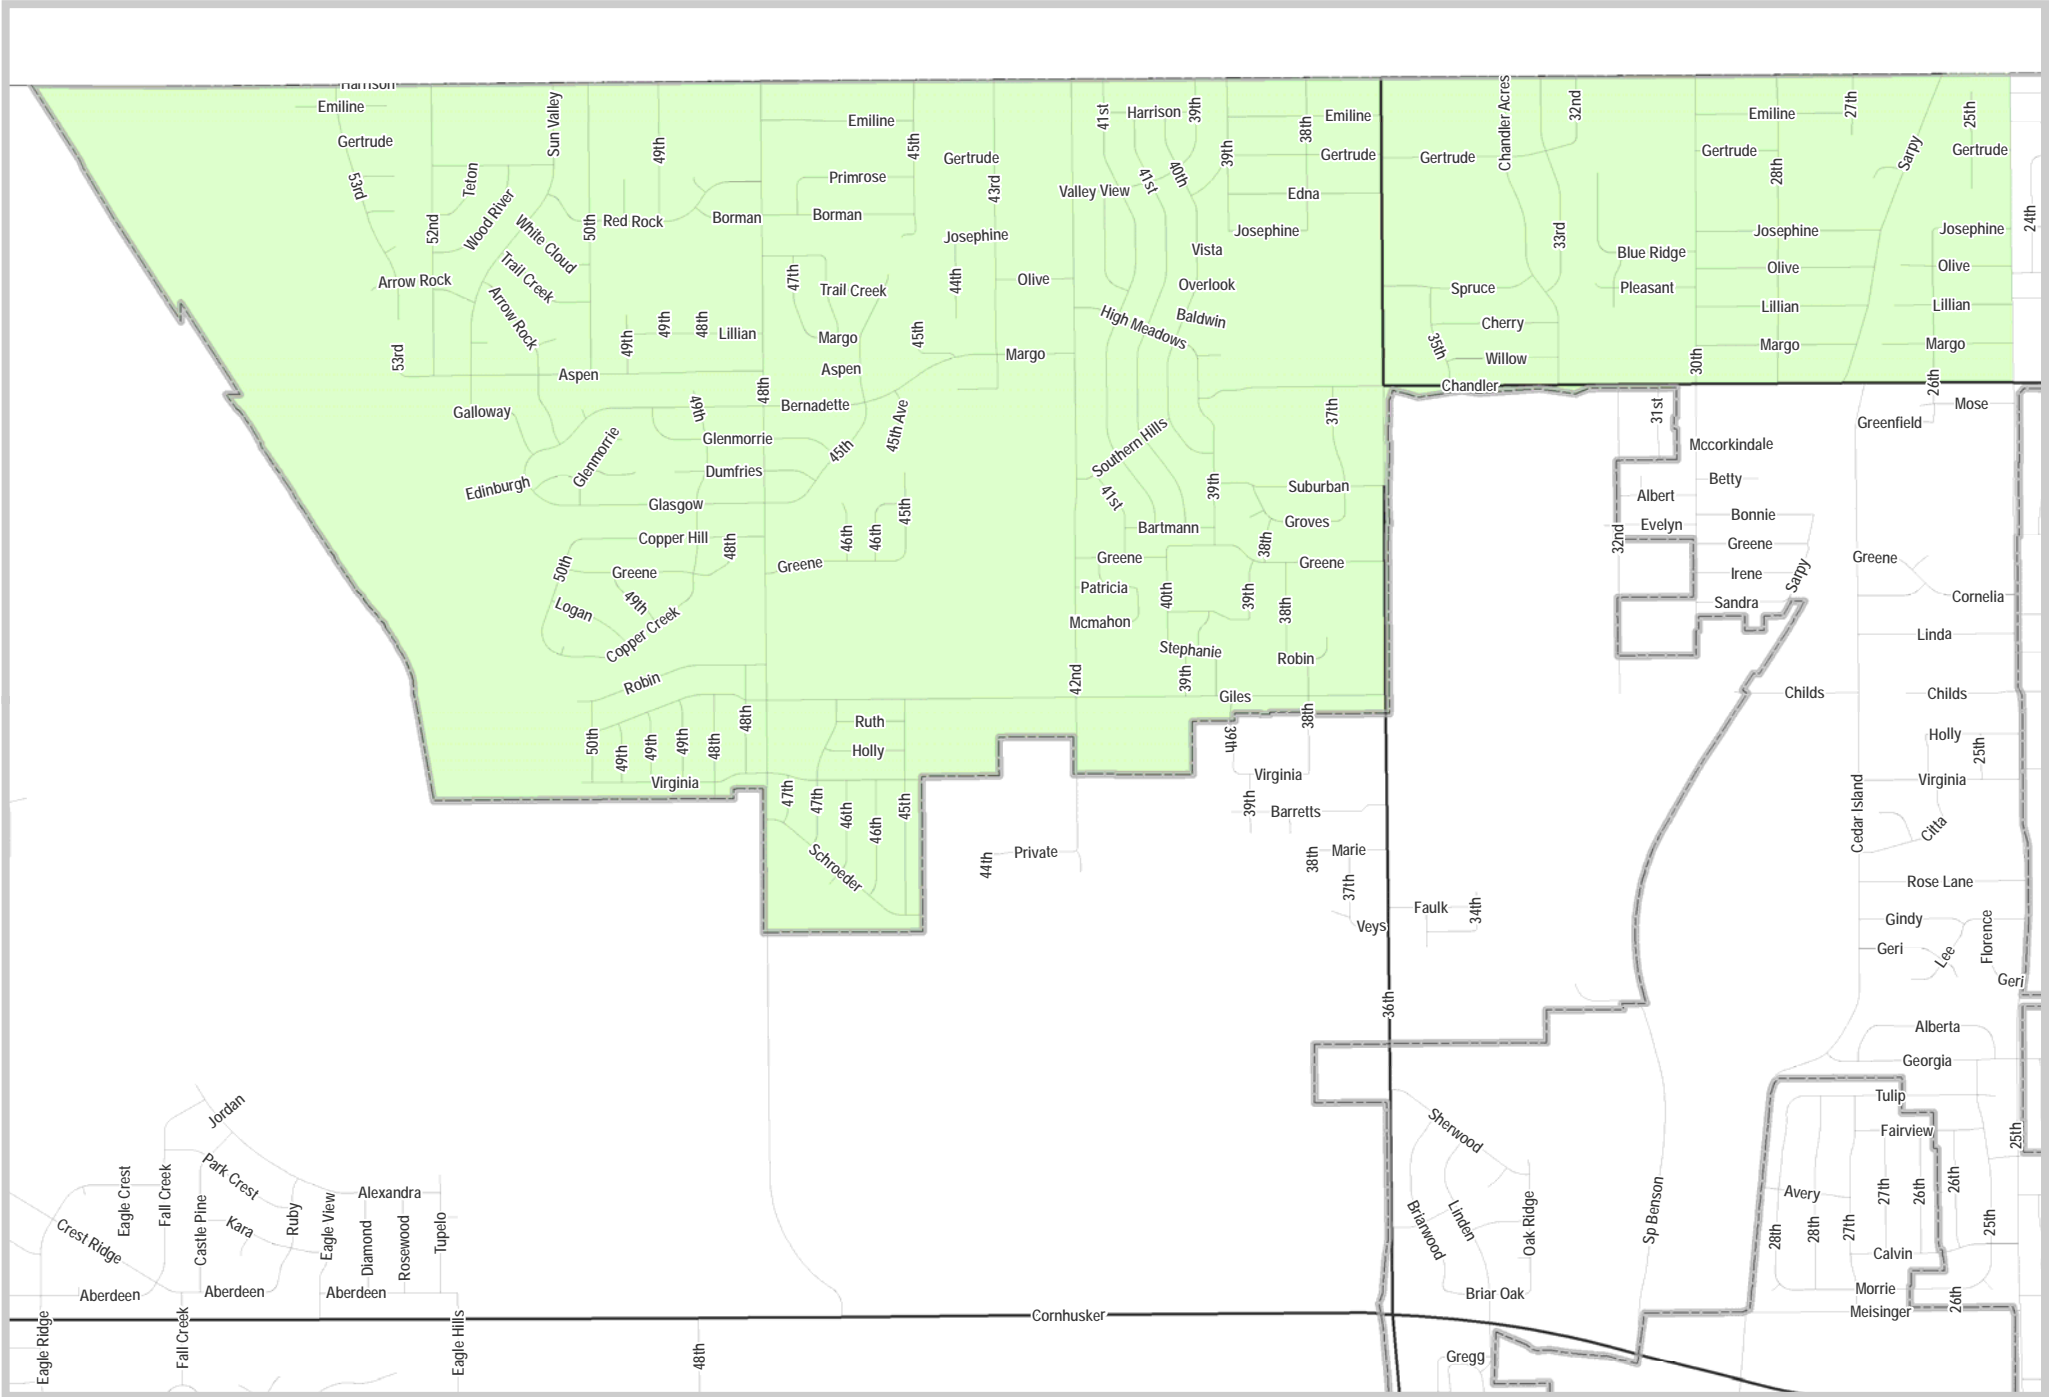 Harrison
Emiline
Gertrude
53rd
52nd
Teton
Wood River
Sun Valley
White Cloud
Trail Creek
Arrow Rock
Arrow Rock
50th
Red Rock
49th
Borman
Emiline
Primrose
Borman
45th
Gertrude
43rd
Josephine
44th
Olive
47th
Trail Creek
Margo
Aspen
45th
Margo
53rd
Aspen
49th
49th
48th
Lillian
48th
Galloway
Bernadette
49th
Glenmorrie
Glenmorrie
Dumfries
45th
45th Ave
Edinburgh
Glasgow
Copper Hill
48th
50th
Greene
49th
Logan
Copper Creek
Greene
46th
46th
45th
Robin
50th
49th
49th
49th
48th
48th
Virginia
Ruth
Holly
47th
47th
46th
46th
45th
Schroeder
41st
Harrison
39th
41st
40th
Valley View
39th
38th
Emiline
Gertrude
Edna
Josephine
Vista
Overlook
Baldwin
High Meadows
Southern Hills
41st
Bartmann
39th
37th
Suburban
Groves
38th
Greene
Greene
Patricia
Mcmahon
40th
39th
38th
Stephanie
39th
Robin
42nd
Giles
38th
39th
Virginia
39th
Barretts
38th
Marie
37th
Veys
44th
Private
Chandler Acres
32nd
Gertrude
33rd
Spruce
Cherry
35th
Willow
Chandler
Blue Ridge
Pleasant
30th
Emiline
Gertrude
28th
27th
Sarpy
25th
Gertrude
24th
Josephine
Josephine
Olive
Olive
Lillian
Lillian
Margo
Margo
26th
Mose
Greenfield
31st
Mccorkindale
Betty
Albert
Bonnie
Evelyn
32nd
Greene
Irene
Sarpy
Sandra
Greene
Cornelia
Linda
Childs
Childs
Holly
25th
Virginia
Cedar Island
Citta
Rose Lane
Gindy
Florence
Geri
Lee
Geri
Faulk
34th
36th
Alberta
Georgia
Tulip
Fairview
25th
Avery
28th
28th
27th
27th
26th
26th
25th
Calvin
Morrie
Meisinger
26th
Sherwood
Briarwood
Linden
Oak Ridge
Briar Oak
Sp Benson
Gregg
Cornhusker
48th
Jordan
Park Crest
Eagle Crest
Fall Creek
Castle Pine
Kara
Ruby
Eagle View
Alexandra
Diamond
Rosewood
Tupelo
Crest Ridge
Aberdeen
Aberdeen
Aberdeen
Eagle Ridge
Fall Creek
Eagle Hills